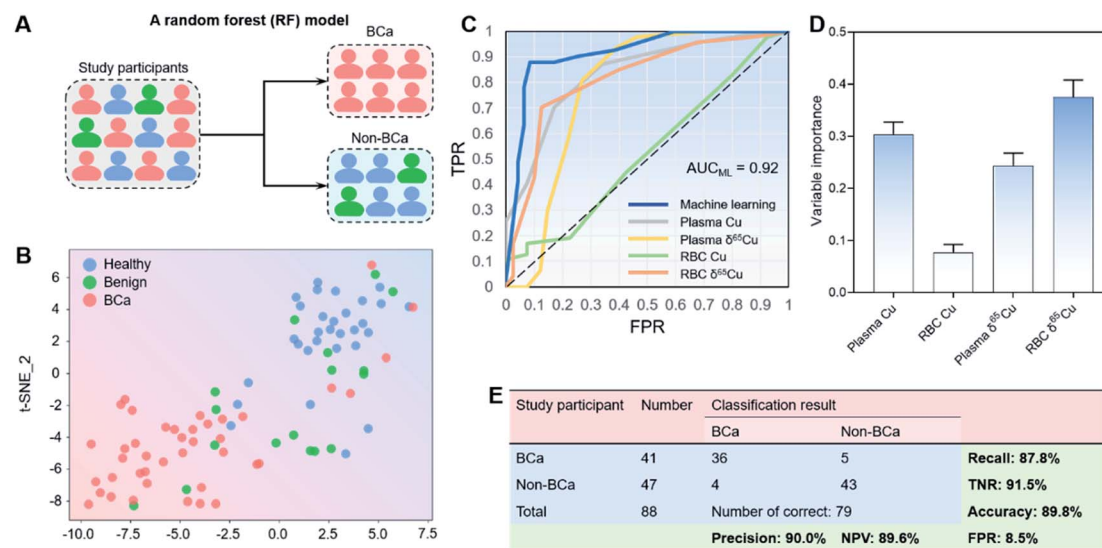 A
A random forest (RF) model
Study participants
BCa
Non-BCa
B
Healthy
Benign
BCa
t-SNE_2
6
4
2
0
-2
-4
-6
-8
-10.0 -7.5 -5.0 -2.5 0.0 2.5 5.0 7.5
C
TPR
1
0.9
0.8
0.7
0.6
0.5
0.4
0.3
0.2
0.1
0
AUC_ML = 0.92
Machine learning
Plasma Cu
Plasma δ⁶⁵Cu
RBC Cu
RBC δ⁶⁵Cu
0 0.1 0.2 0.3 0.4 0.5 0.6 0.7 0.8 0.9 1
FPR
D
Variable importance
0.5
0.4
0.3
0.2
0.1
0.0
Plasma Cu
RBC Cu
Plasma δ⁶⁵Cu
RBC δ⁶⁵Cu
E
Study participant Number Classification result
BCa Non-BCa
BCa 41 36 5 Recall: 87.8%
Non-BCa 47 4 43 TNR: 91.5%
Total 88 Number of correct: 79 Accuracy: 89.8%
Precision: 90.0% NPV: 89.6% FPR: 8.5%